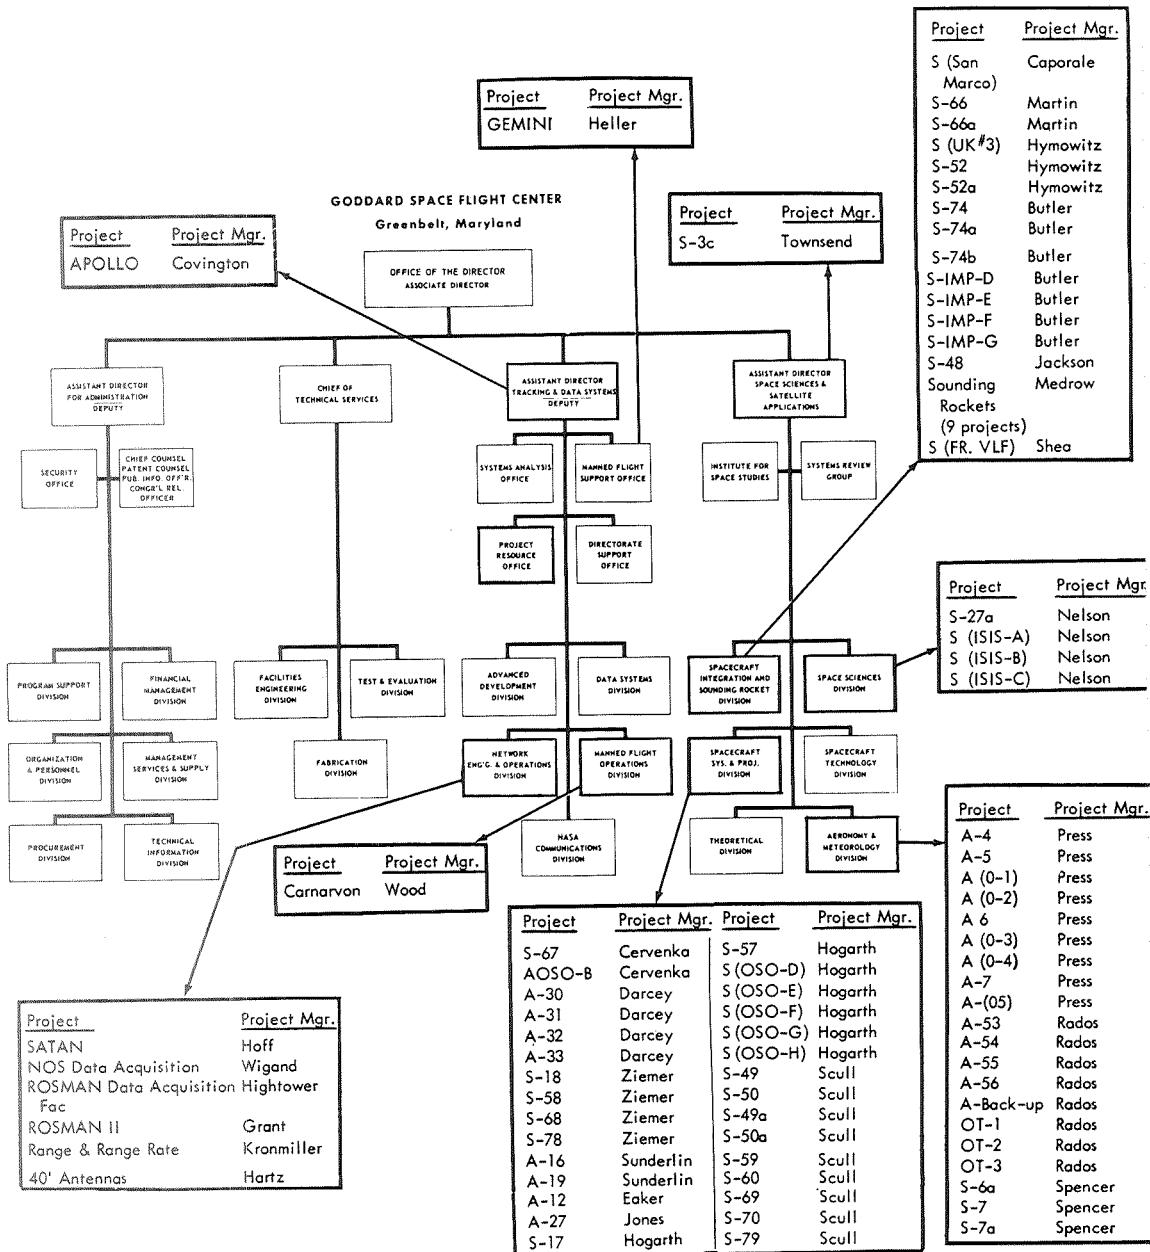 Project Project Mgr.
S (San Caporale
Marco)
S-66 Martin
S-66a Martin
S (UK#3) Hymowitz
S-52 Hymowitz
S-52a Hymowitz
S-74 Butler
S-74a Butler
S-74b Butler
S-IMP-D Butler
S-IMP-E Butler
S-IMP-F Butler
S-IMP-G Butler
S-48 Jackson
Sounding Medrow
Rockets
(9 projects)
S (FR. VLF) Shea
Project Project Mgr.
GEMINI Heller
GODDARD SPACE FLIGHT CENTER
Greenbelt, Maryland
Project Project Mgr.
S-3c Townsend
Project Project Mgr.
APOLLO Covington
OFFICE OF THE DIRECTOR
ASSOCIATE DIRECTOR
ASSISTANT DIRECTOR
FOR ADMINISTRATION
DEPUTY
CHIEF OF
TECHNICAL SERVICES
ASSISTANT DIRECTOR
TRACKING & DATA SYSTEMS
DEPUTY
ASSISTANT DIRECTOR
SPACE SCIENCES &
SATELLITE
APPLICATIONS
SECURITY
OFFICE
CHIEF COUNSEL
PATENT COUNSEL
PUB. INFO. OFF'R.
CONGR'L REL.
OFFICER
SYSTEMS ANALYSIS
OFFICE
MANNED FLIGHT
SUPPORT OFFICE
INSTITUTE FOR
SPACE STUDIES
SYSTEMS REVIEW
GROUP
PROJECT
RESOURCE
OFFICE
DIRECTORATE
SUPPORT
OFFICE
Project Project Mgr.
S-27a Nelson
S (ISIS-A) Nelson
S (ISIS-B) Nelson
S (ISIS-C) Nelson
PROGRAM SUPPORT
DIVISION
FINANCIAL
MANAGEMENT
DIVISION
FACILITIES
ENGINEERING
DIVISION
TEST & EVALUATION
DIVISION
ADVANCED
DEVELOPMENT
DIVISION
DATA SYSTEMS
DIVISION
SPACECRAFT
INTEGRATION AND
SOUNDING ROCKET
DIVISION
SPACE SCIENCES
DIVISION
ORGANIZATION
& PERSONNEL
DIVISION
MANAGEMENT
SERVICES & SUPPLY
DIVISION
FABRICATION
DIVISION
NETWORK
ENG'G. & OPERATIONS
DIVISION
MANNED FLIGHT
OPERATIONS
DIVISION
SPACECRAFT
SYS. & PROJ.
DIVISION
SPACECRAFT
TECHNOLOGY
DIVISION
PROCUREMENT
DIVISION
TECHNICAL
INFORMATION
DIVISION
NASA
COMMUNICATIONS
DIVISION
THEORETICAL
DIVISION
AERONOMY &
METEOROLOGY
DIVISION
Project Project Mgr.
Carnarvon Wood
Project Project Mgr.
A-4 Press
A-5 Press
A (0-1) Press
A (0-2) Press
A 6 Press
A (0-3) Press
A (0-4) Press
A-7 Press
A-(05) Press
A-53 Rados
A-54 Rados
A-55 Rados
A-56 Rados
A-Back-up Rados
OT-1 Rados
OT-2 Rados
OT-3 Rados
S-6a Spencer
S-7 Spencer
S-7a Spencer
Project Project Mgr. Project Project Mgr.
S-67 Cervenka S-57 Hogarth
AOSO-B Cervenka S(OSO-D) Hogarth
A-30 Darcey S(OSO-E) Hogarth
A-31 Darcey S(OSO-F) Hogarth
A-32 Darcey S(OSO-G) Hogarth
A-33 Darcey S(OSO-H) Hogarth
S-18 Ziemer S-49 Scull
S-58 Ziemer S-50 Scull
S-68 Ziemer S-49a Scull
S-78 Ziemer S-50a Scull
A-16 Sunderlin S-59 Scull
A-19 Sunderlin S-60 Scull
A-12 Eaker S-69 Scull
A-27 Jones S-70 Scull
S-17 Hogarth S-79 Scull
Project Project Mgr.
SATAN Hoff
NOS Data Acquisition Wigand
ROSMAN Data Acquisition Hightower
Fac
ROSMAN II Grant
Range & Range Rate Kronmiller
40' Antennas Hartz